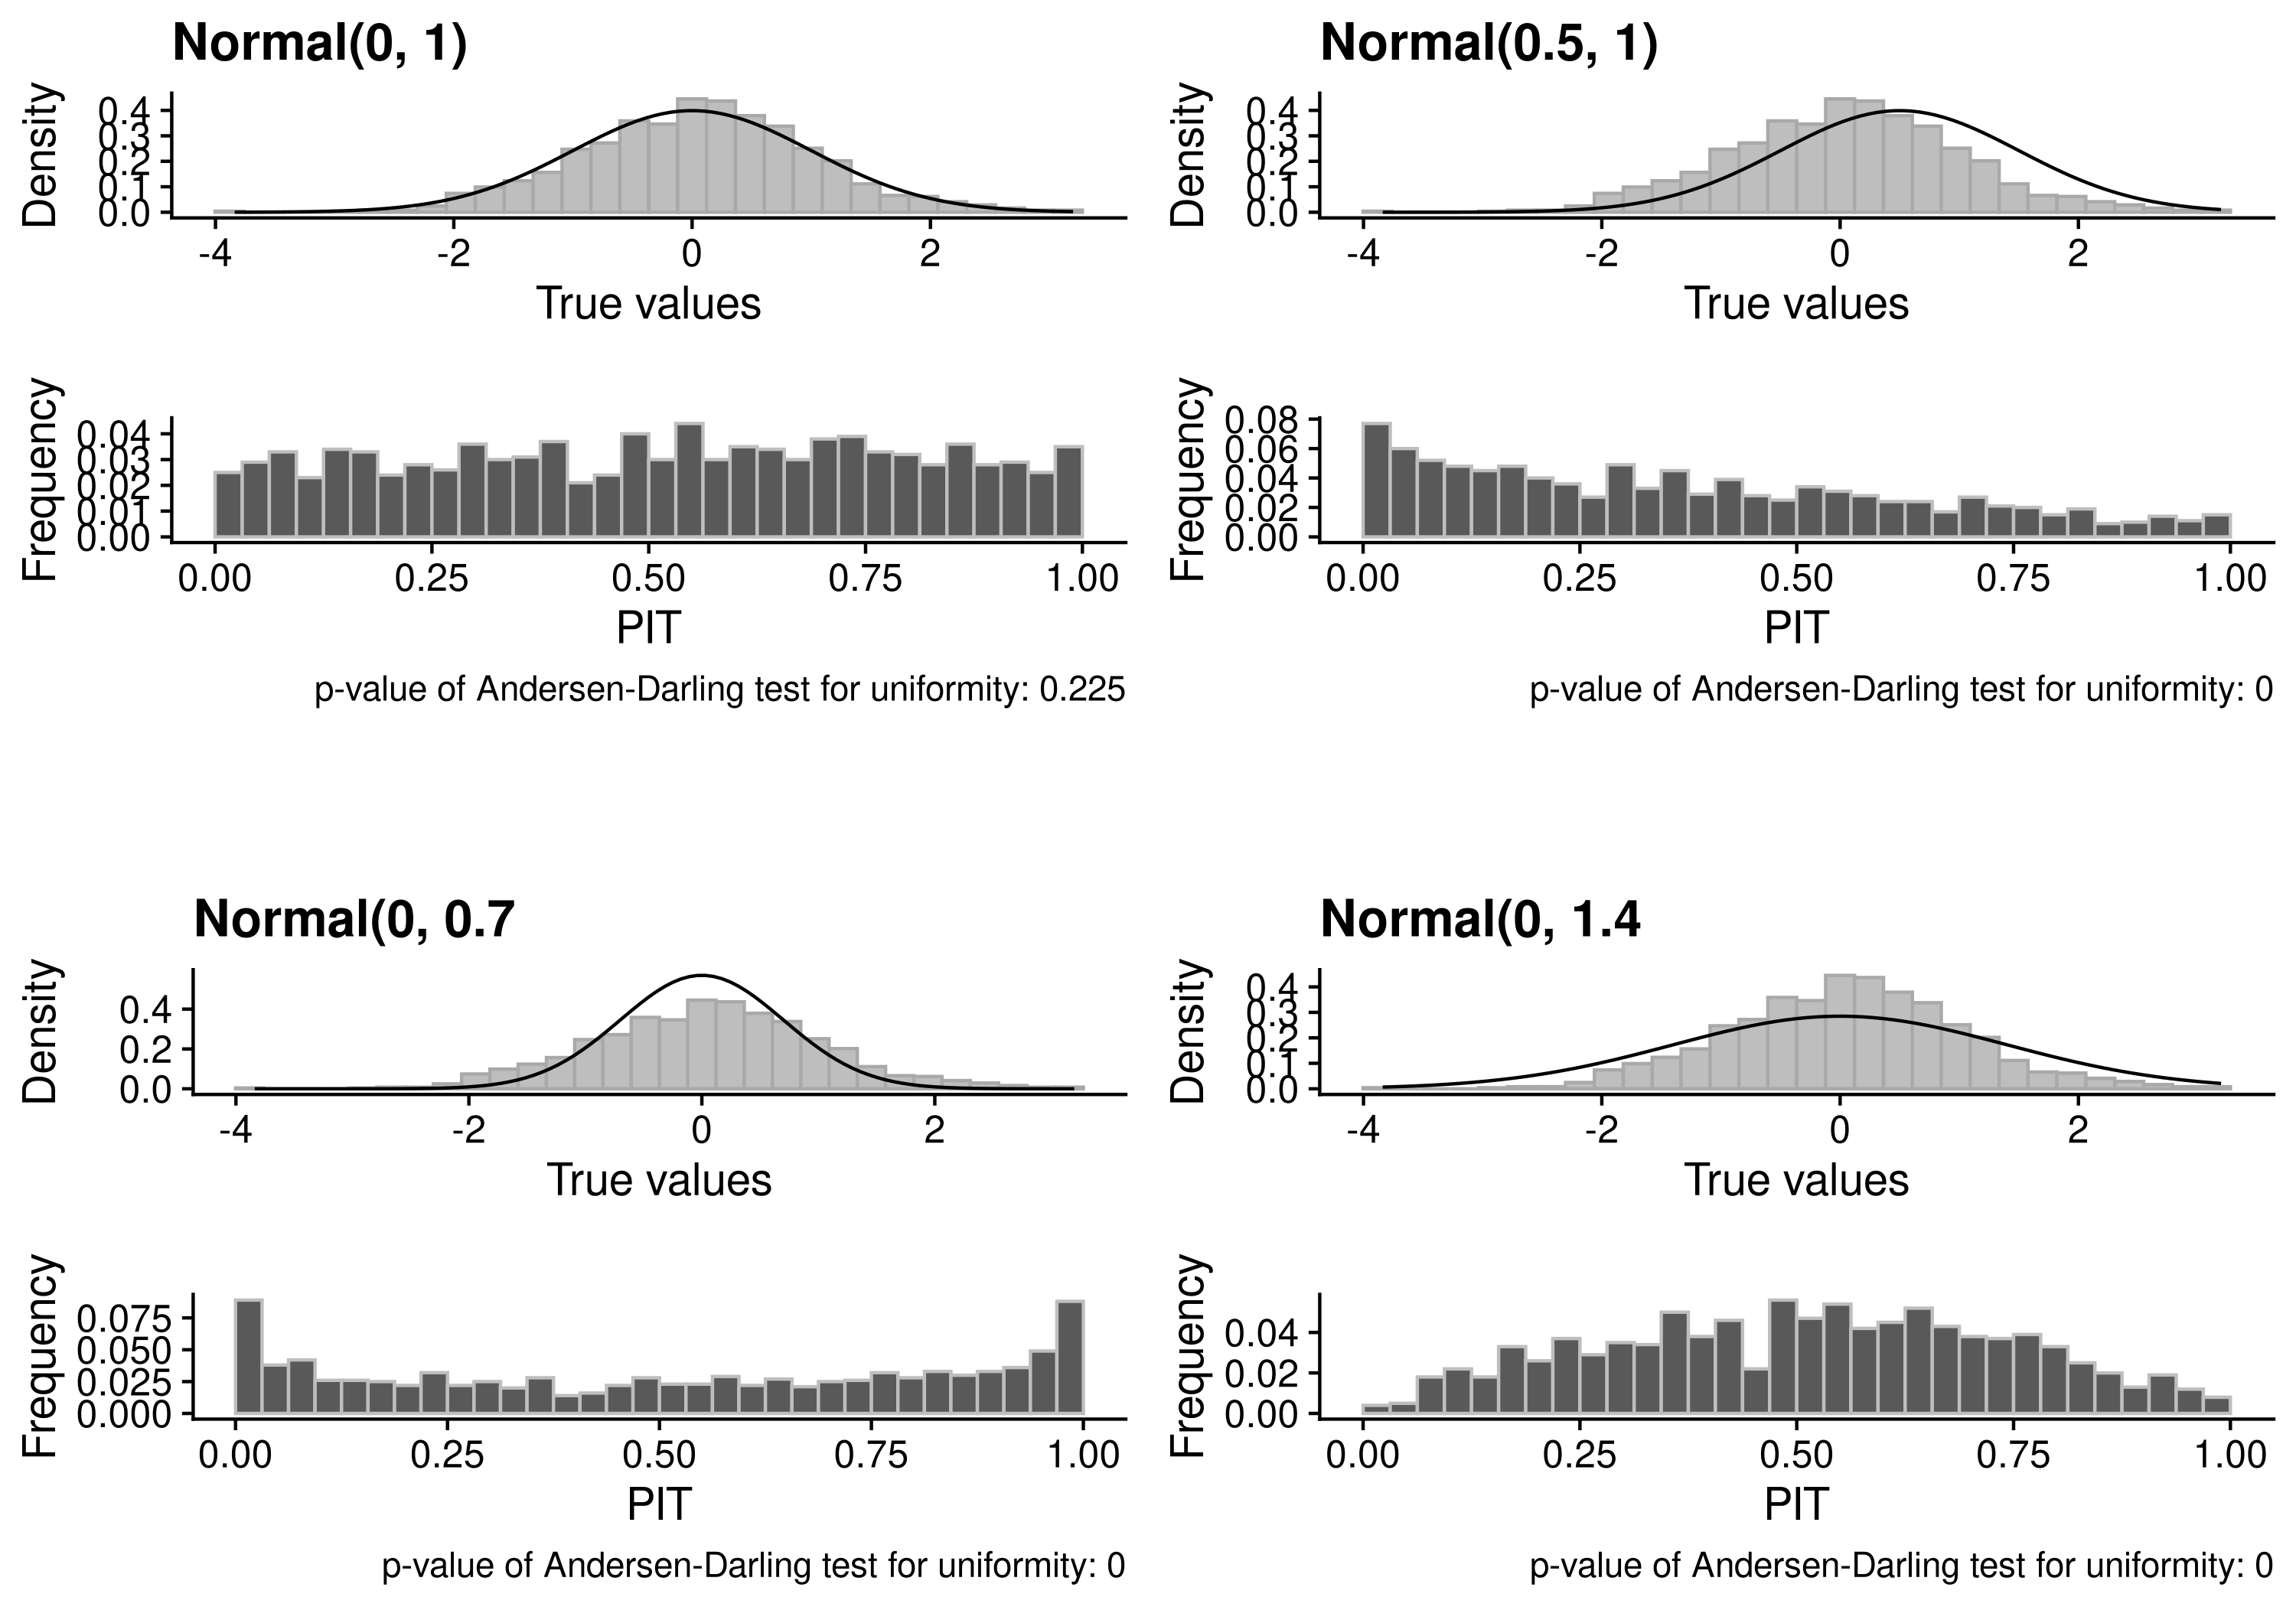 Normal(0, 1)
Density
0.4
0.3
0.2
0.1
0.0
-4 -2 0 2
True values
Frequency
0.04
0.03
0.02
0.01
0.00
0.00 0.25 0.50 0.75 1.00
PIT
p-value of Andersen-Darling test for uniformity: 0.225
Normal(0.5, 1)
Density
0.4
0.3
0.2
0.1
0.0
-4 -2 0 2
True values
Frequency
0.08
0.06
0.04
0.02
0.00
0.00 0.25 0.50 0.75 1.00
PIT
p-value of Andersen-Darling test for uniformity: 0
Normal(0, 0.7
Density
0.4
0.2
0.0
-4 -2 0 2
True values
Frequency
0.075
0.050
0.025
0.000
0.00 0.25 0.50 0.75 1.00
PIT
p-value of Andersen-Darling test for uniformity: 0
Normal(0, 1.4
Density
0.4
0.3
0.2
0.1
0.0
-4 -2 0 2
True values
Frequency
0.04
0.02
0.00
0.00 0.25 0.50 0.75 1.00
PIT
p-value of Andersen-Darling test for uniformity: 0